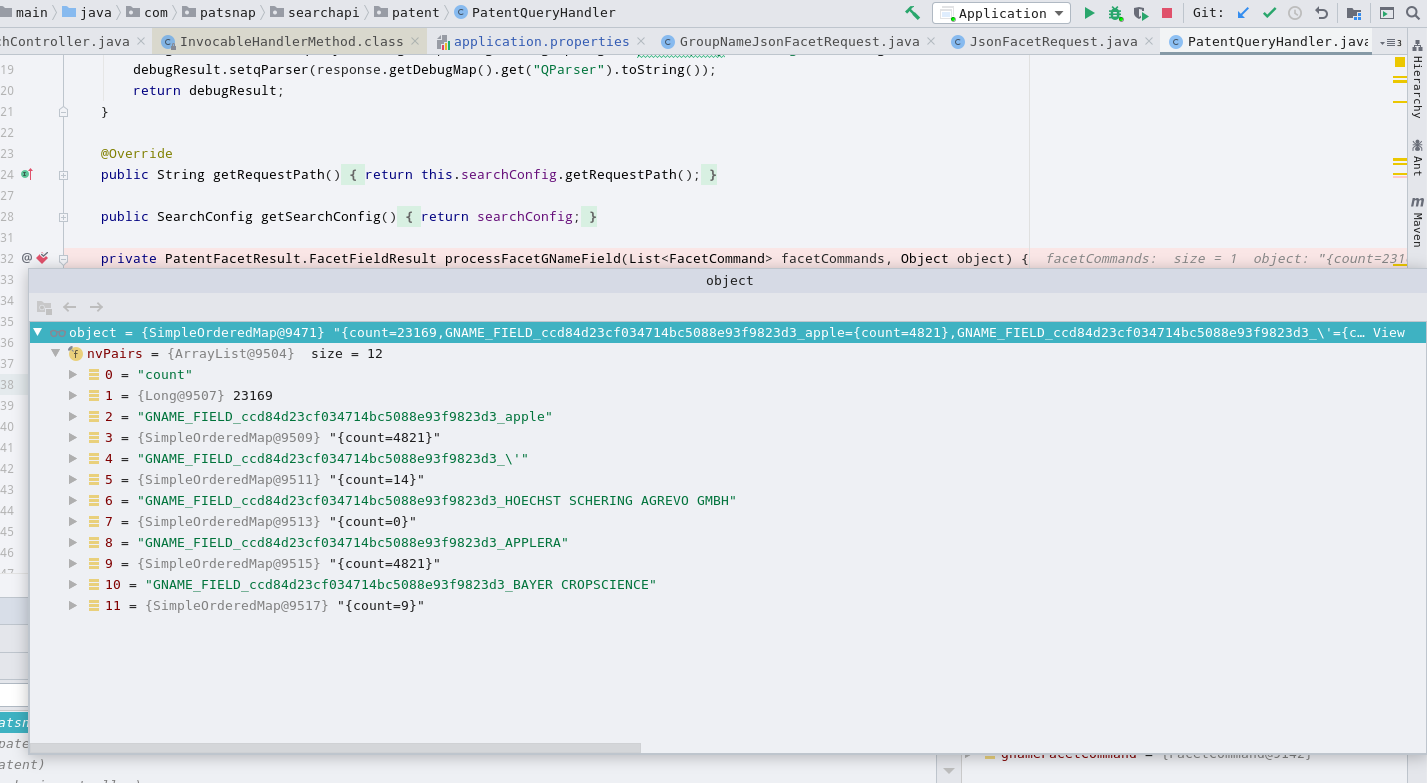 main java com patsnap searchapi patent PatentQueryHandler Application Git:
chController.java InvocableHandlerMethod.class application.properties GroupNameJsonFacetRequest.java JsonFacetRequest.java PatentQueryHandler.java
19 debugResult.setqParser(response.getDebugMap().get("QParser").toString());
20 return debugResult;
21 }
22
23 @Override
24 public String getRequestPath() { return this.searchConfig.getRequestPath(); }
27
28 public SearchConfig getSearchConfig() { return searchConfig; }
31
32 private PatentFacetResult.FacetFieldResult processFacetGNameField(List<FacetCommand> facetCommands, Object object) { facetCommands: size = 1 object: "{count=231
33
34
35
36
37
38
39
40
41
42
43
44
45
46
47
object
object = {SimpleOrderedMap@9471} "{count=23169,GNAME_FIELD_ccd84d23cf034714bc5088e93f9823d3_apple={count=4821},GNAME_FIELD_ccd84d23cf034714bc5088e93f9823d3_\'={c... View
nvPairs = {ArrayList@9504} size = 12
0 = "count"
1 = {Long@9507} 23169
2 = "GNAME_FIELD_ccd84d23cf034714bc5088e93f9823d3_apple"
3 = {SimpleOrderedMap@9509} "{count=4821}"
4 = "GNAME_FIELD_ccd84d23cf034714bc5088e93f9823d3_\'"
5 = {SimpleOrderedMap@9511} "{count=14}"
6 = "GNAME_FIELD_ccd84d23cf034714bc5088e93f9823d3_HOECHST SCHERING AGREVO GMBH"
7 = {SimpleOrderedMap@9513} "{count=0}"
8 = "GNAME_FIELD_ccd84d23cf034714bc5088e93f9823d3_APPLERA"
9 = {SimpleOrderedMap@9515} "{count=4821}"
10 = "GNAME_FIELD_ccd84d23cf034714bc5088e93f9823d3_BAYER CROPSCIENCE"
11 = {SimpleOrderedMap@9517} "{count=9}"
Hierarchy
Ant
Maven
atsn
pate
atent)
gnameFacetCommand = {FacetCommand@9142}